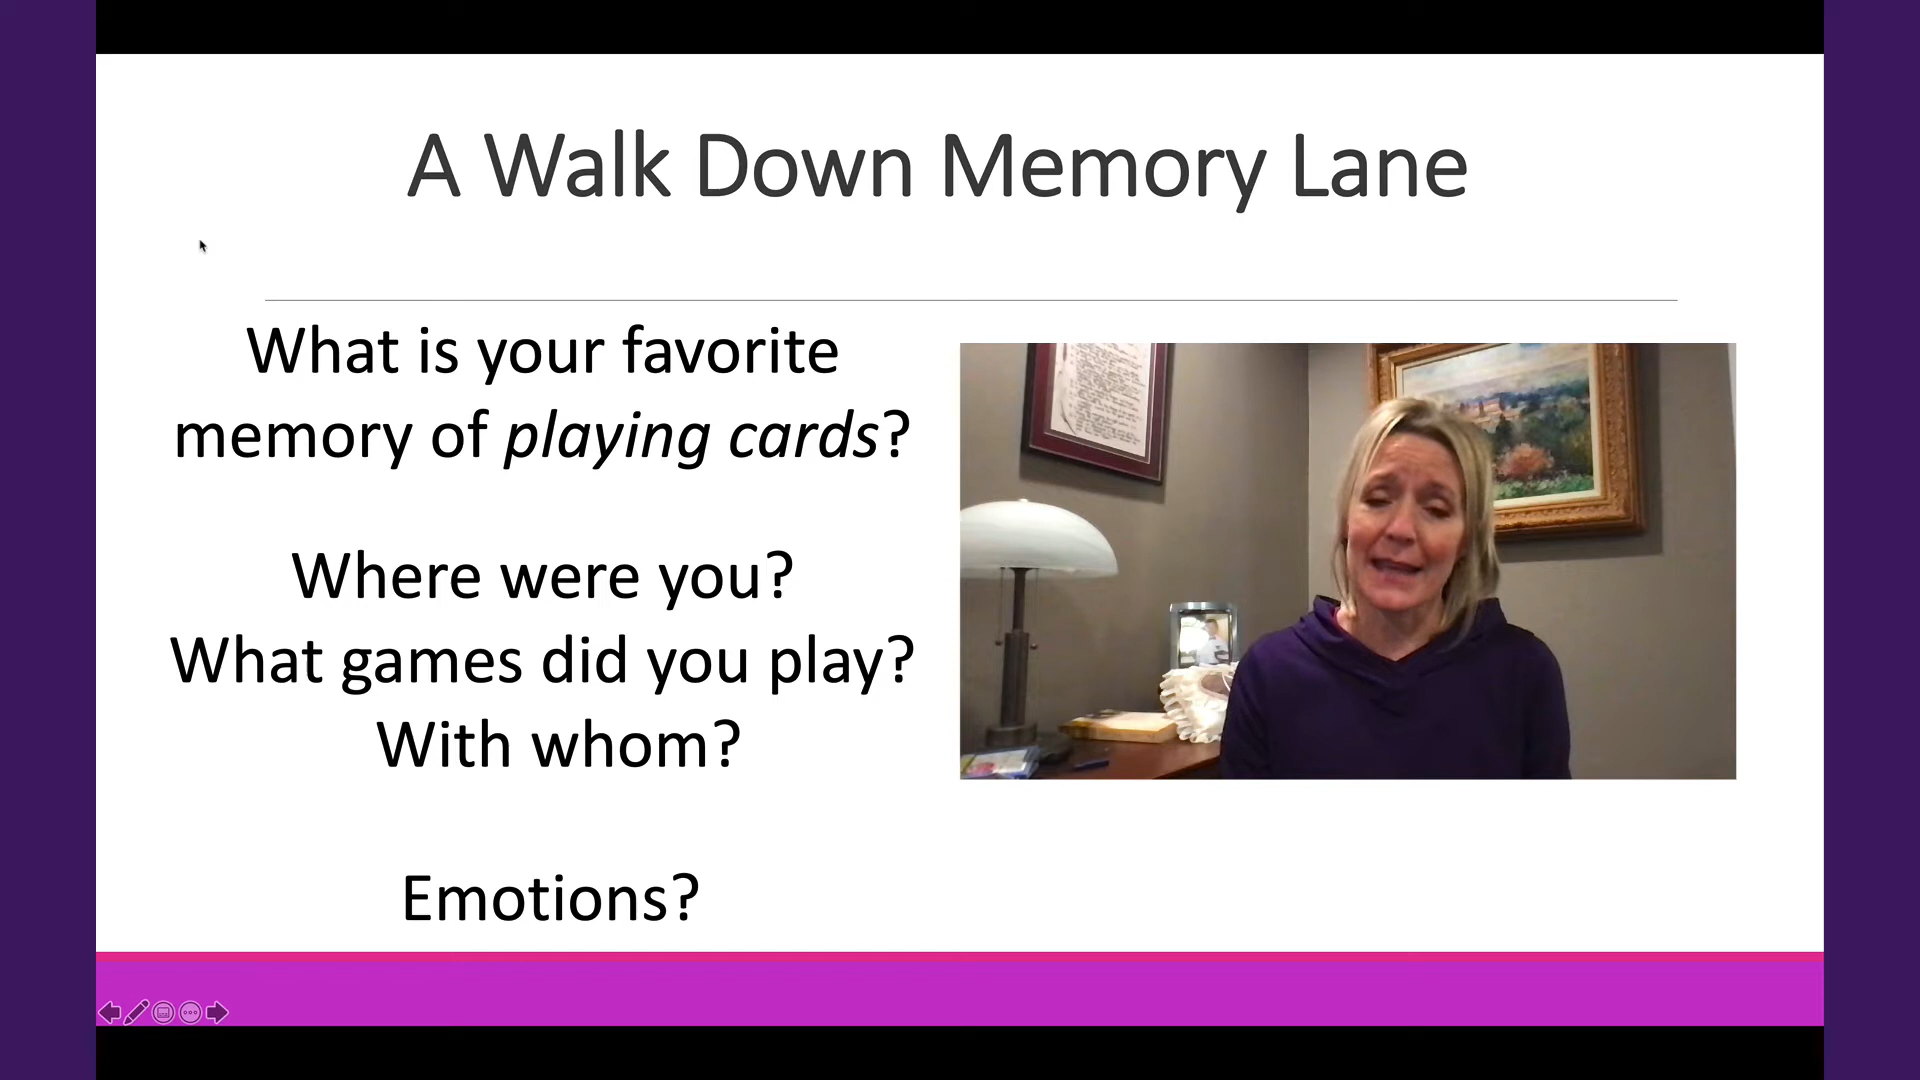 A Walk Down Memory Lane
What is your favorite
memory of playing cards?
Where were you?
What games did you play?
With whom?
Emotions?